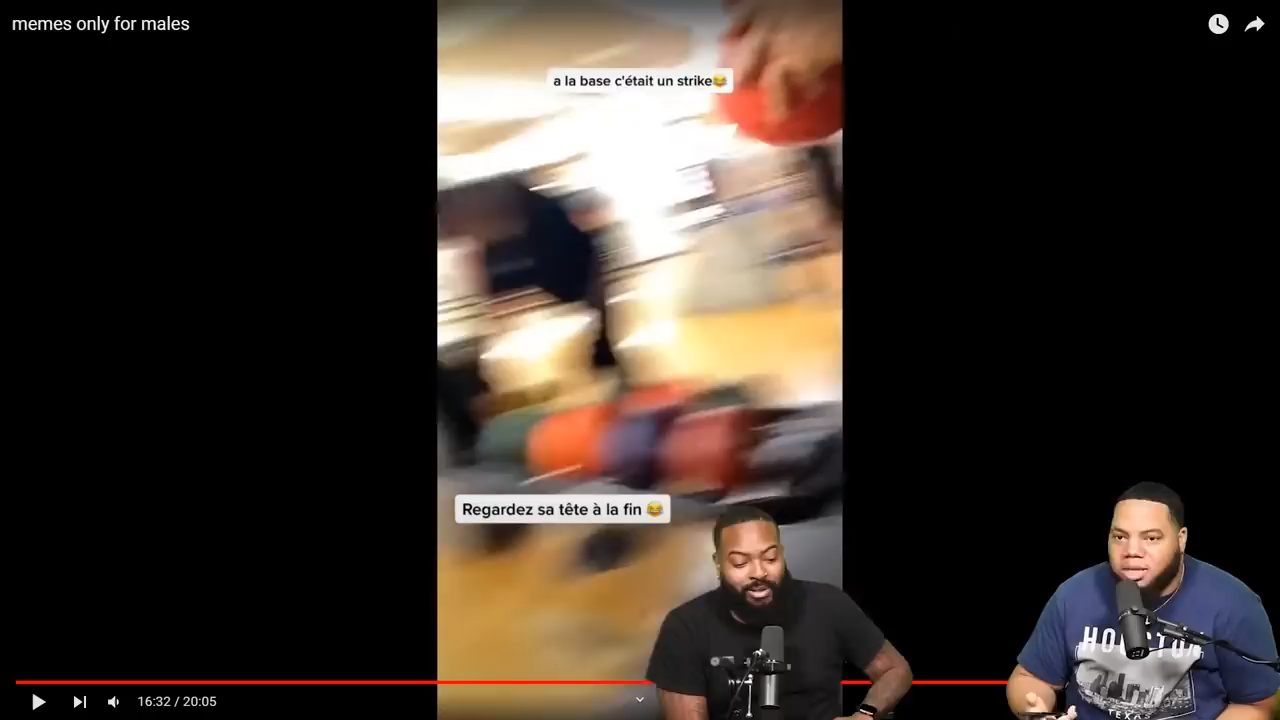 memes only for males
a la base c'était un strike😂
Regardez sa tête à la fin 😂
HOUSTON
TEXAS
16:32 / 20:05